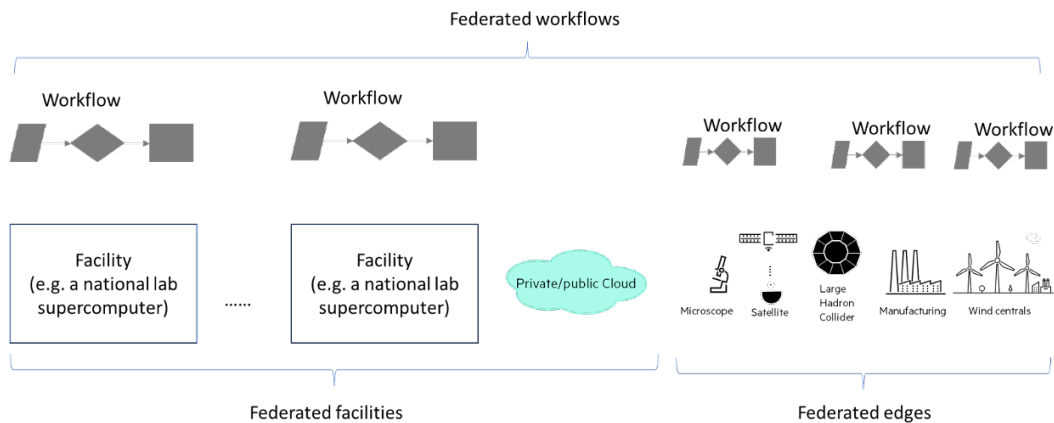 Federated workflows
Workflow
Workflow
Workflow
Workflow
Workflow
Facility
(e.g. a national lab
supercomputer)
......
Facility
(e.g. a national lab
supercomputer)
Private/public Cloud
Microscope
Satellite
Large
Hadron
Collider
Manufacturing
Wind centrals
Federated facilities
Federated edges